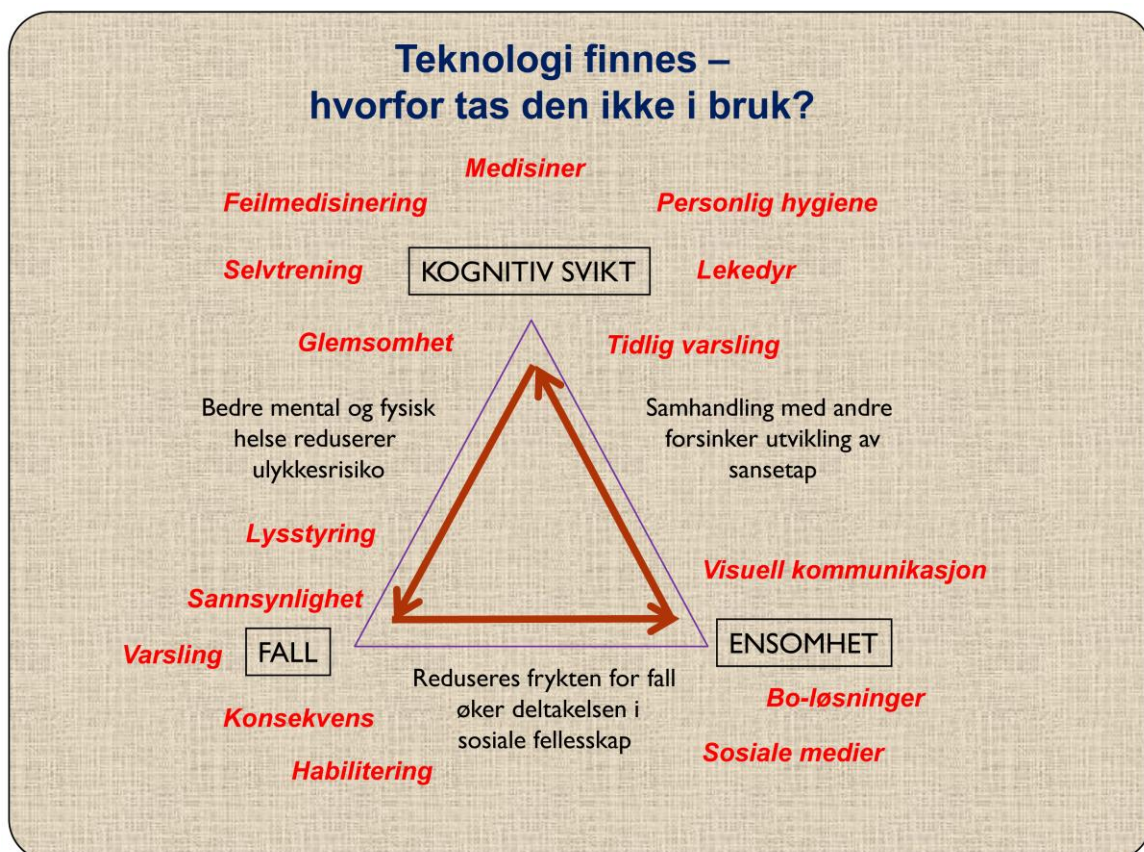 Teknologi finnes –
hvorfor tas den ikke i bruk?
Medisiner
Feilmedisinering
Personlig hygiene
Selvtrening
KOGNITIV SVIKT
Lekedyr
Glemsomhet
Tidlig varsling
Bedre mental og fysisk
helse reduserer
ulykkesrisiko
Samhandling med andre
forsinker utvikling av
sansetap
Lysstyring
Visuell kommunikasjon
Sannsynlighet
Varsling
FALL
ENSOMHET
Reduseres frykten for fall
øker deltakelsen i
sosiale fellesskap
Bo-løsninger
Konsekvens
Sosiale medier
Habilitering